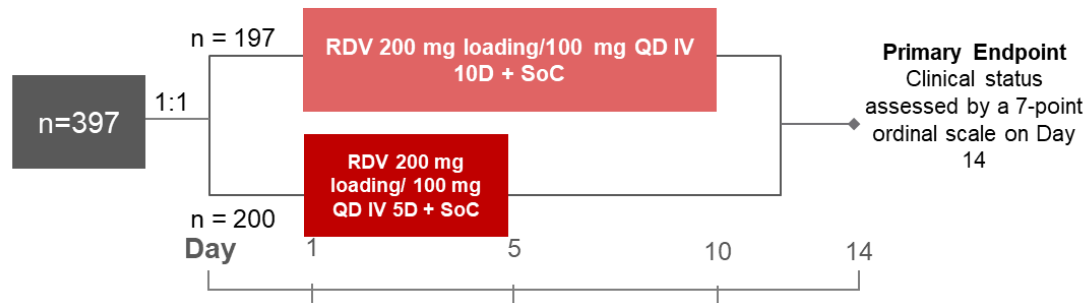 n = 197
RDV 200 mg loading/100 mg QD IV
10D + SoC
Primary Endpoint
Clinical status
assessed by a 7-point
ordinal scale on Day
14
n=397
1:1
RDV 200 mg
loading/ 100 mg
QD IV 5D + SoC
n = 200
Day 1 5 10 14